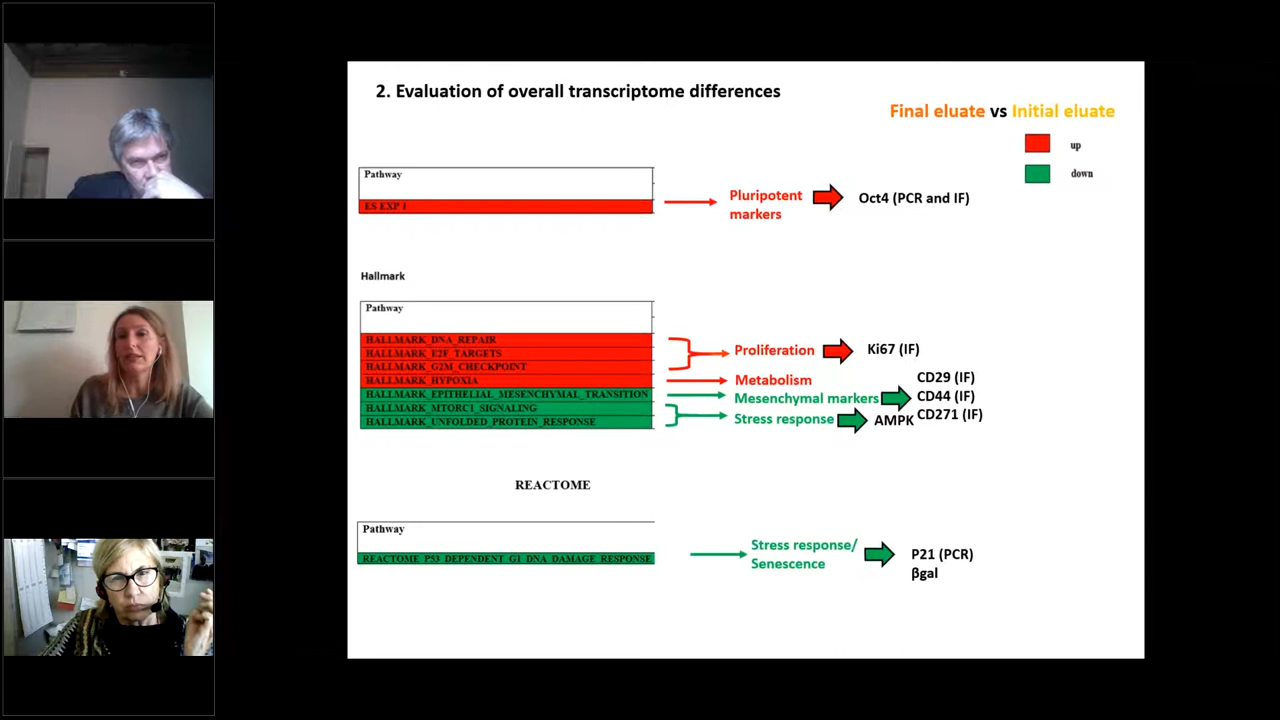 2. Evaluation of overall transcriptome differences
Final eluate vs Initial eluate
up
down
Pathway
ES EXP 1
Pluripotent
markers
Oct4 (PCR and IF)
Hallmark
Pathway
HALLMARK_DNA_REPAIR
HALLMARK_E2F_TARGETS
HALLMARK_G2M_CHECKPOINT
HALLMARK_HYPOXIA
HALLMARK_EPITHELIAL_MESENCHYMAL_TRANSITION
HALLMARK_MTORC1_SIGNALING
HALLMARK_UNFOLDED_PROTEIN_RESPONSE
Proliferation
Ki67 (IF)
Metabolism
Mesenchymal markers
CD29 (IF)
CD44 (IF)
CD271 (IF)
Stress response
AMPK
REACTOME
Pathway
REACTOME_P53_DEPENDENT_G1_DNA_DAMAGE_RESPONSE
Stress response/
Senescence
P21 (PCR)
βgal